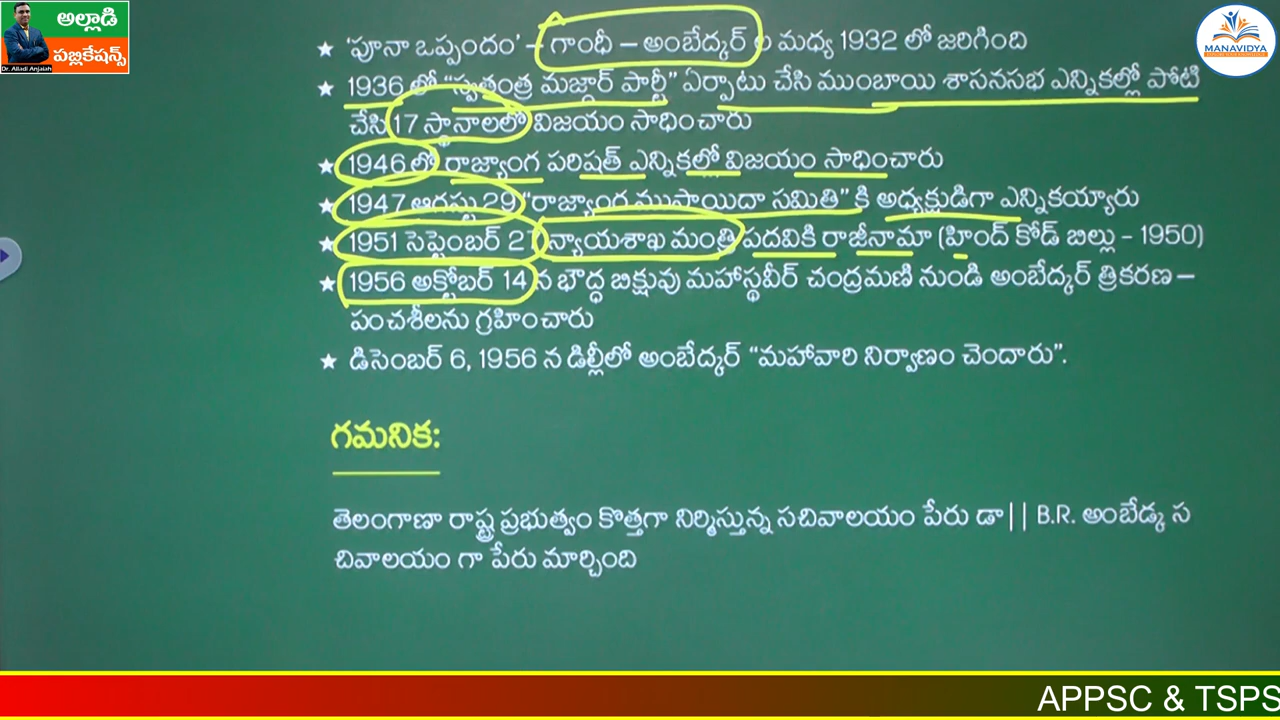 అల్లాడి
పబ్లికేషన్స్
Dr. Alladi Anjaiah
MANAVIDYA
★ ‘పూనా ఒప్పందం’ – గాంధీ – అంబేద్కర్ ల మధ్య 1932 లో జరిగింది
★ 1936 లో “స్వతంత్ర మజ్దూర్ పార్టీ” ఏర్పాటు చేసి ముంబాయి శాసనసభ ఎన్నికల్లో పోటి
చేసి 17 స్థానాలలో విజయం సాధించారు
★ 1946 లో రాజ్యాంగ పరిషత్ ఎన్నికల్లో విజయం సాధించారు
★ 1947 ఆగష్టు 29 “రాజ్యాంగ ముసాయిదా సమితి” కి అధ్యక్షుడిగా ఎన్నికయ్యారు
★ 1951 సెప్టెంబర్ 27 న్యాయశాఖ మంత్రి పదవికి రాజీనామా (హింద్ కోడ్ బిల్లు – 1950)
★ 1956 అక్టోబర్ 14 న భౌద్ధ బిక్షువు మహాస్థవీర్ చంద్రమణి నుండి అంబేద్కర్ త్రికరణ –
పంచశీలను గ్రహించారు
★ డిసెంబర్ 6, 1956 న డిల్లీలో అంబేద్కర్ “మహావారి నిర్వాణం చెందారు”.
గమనిక:
తెలంగాణా రాష్ట్ర ప్రభుత్వం కొత్తగా నిర్మిస్తున్న సచివాలయం పేరు డా|| B.R. అంబేడ్క స
చివాలయం గా పేరు మార్చింది
APPSC & TSPS